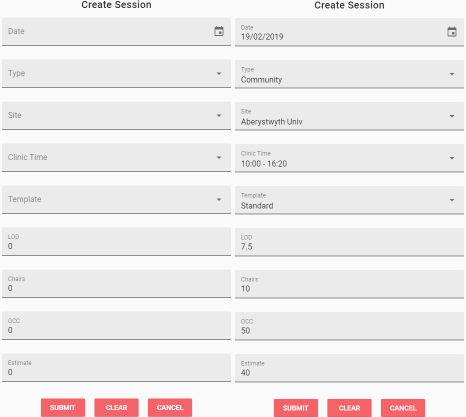 Create Session
Date
Type
Site
Clinic Time
Template
LOD
0
Chairs
0
OCC
0
Estimate
0
SUBMIT CLEAR CANCEL
Create Session
Date
19/02/2019
Type
Community
Site
Aberystwyth Univ
Clinic Time
10:00 - 16:20
Template
Standard
LOD
7.5
Chairs
10
OCC
50
Estimate
40
SUBMIT CLEAR CANCEL